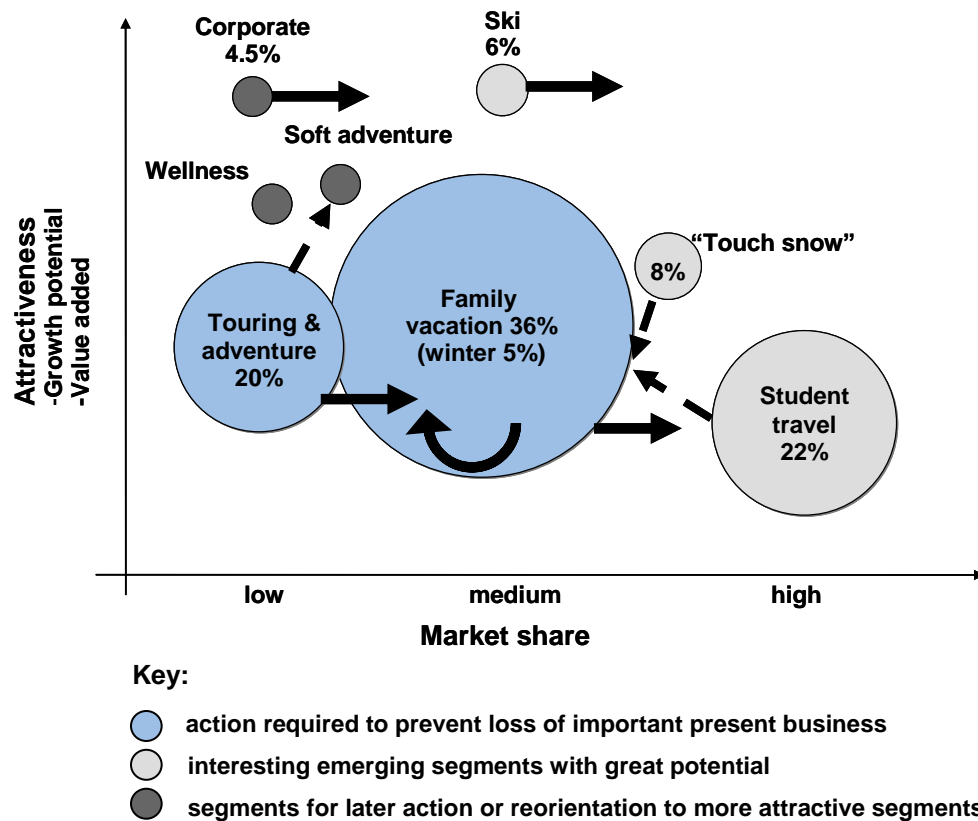 Corporate
4.5%
Ski
6%
Soft adventure
Wellness
“Touch snow”
8%
Family
vacation 36%
(winter 5%)
Touring &
adventure
20%
Student
travel
22%
Attractiveness
-Growth potential
-Value added
low
medium
high
Market share
Key:
action required to prevent loss of important present business
interesting emerging segments with great potential
segments for later action or reorientation to more attractive segments